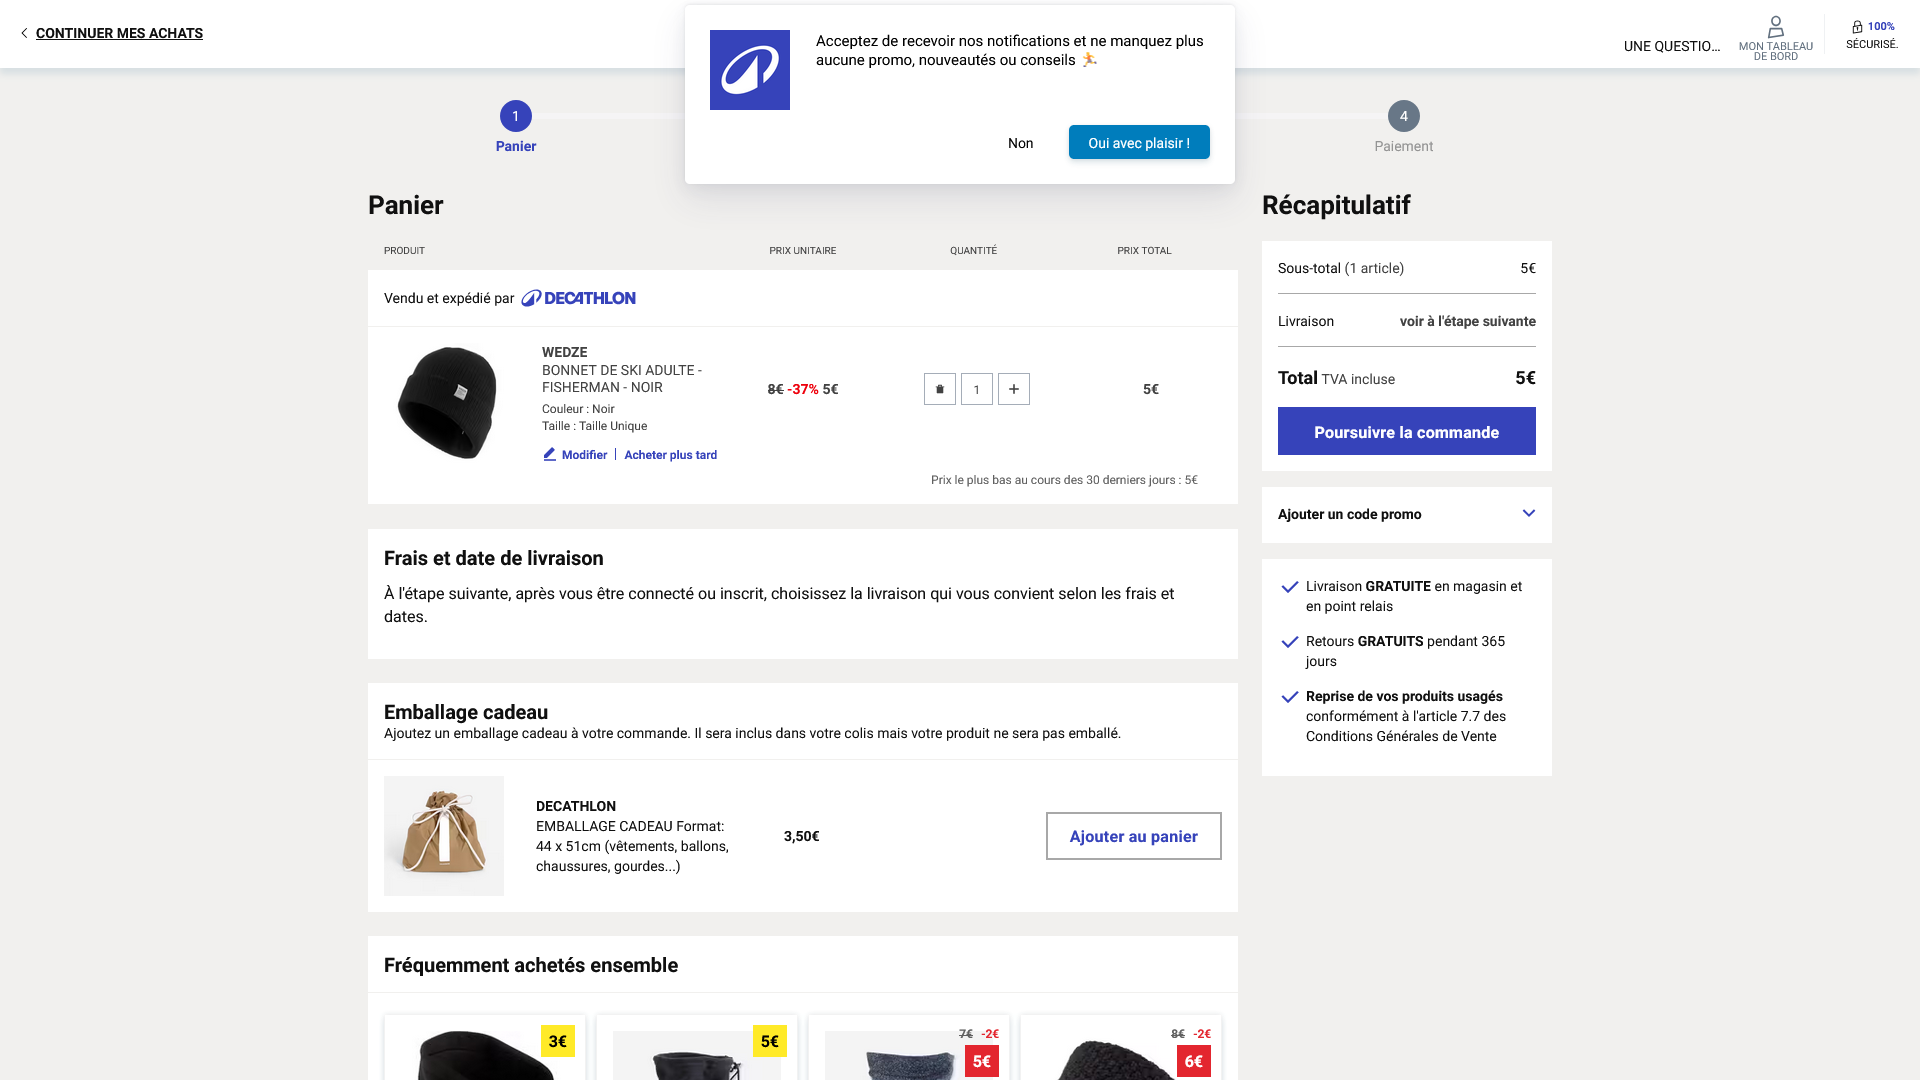 CONTINUER MES ACHATS
Acceptez de recevoir nos notifications et ne manquez plus
aucune promo, nouveautés ou conseils
Non
Oui avec plaisir !
UNE QUESTIO...
MON TABLEAU
DE BORD
100%
SÉCURISÉ.
1
Panier
4
Paiement
Panier
PRODUIT
PRIX UNITAIRE
QUANTITÉ
PRIX TOTAL
Vendu et expédié par DECATHLON
WEDZE
BONNET DE SKI ADULTE -
FISHERMAN - NOIR
Couleur : Noir
Taille : Taille Unique
Modifier
Acheter plus tard
8€ -37% 5€
1
5€
Prix le plus bas au cours des 30 derniers jours : 5€
Frais et date de livraison
À l'étape suivante, après vous être connecté ou inscrit, choisissez la livraison qui vous convient selon les frais et
dates.
Emballage cadeau
Ajoutez un emballage cadeau à votre commande. Il sera inclus dans votre colis mais votre produit ne sera pas emballé.
DECATHLON
EMBALLAGE CADEAU Format:
44 x 51cm (vêtements, ballons,
chaussures, gourdes...)
3,50€
Ajouter au panier
Fréquemment achetés ensemble
3€
5€
7€ -2€
5€
8€ -2€
6€
Récapitulatif
Sous-total (1 article) 5€
Livraison voir à l'étape suivante
Total TVA incluse 5€
Poursuivre la commande
Ajouter un code promo
Livraison GRATUITE en magasin et
en point relais
Retours GRATUITS pendant 365
jours
Reprise de vos produits usagés
conformément à l'article 7.7 des
Conditions Générales de Vente